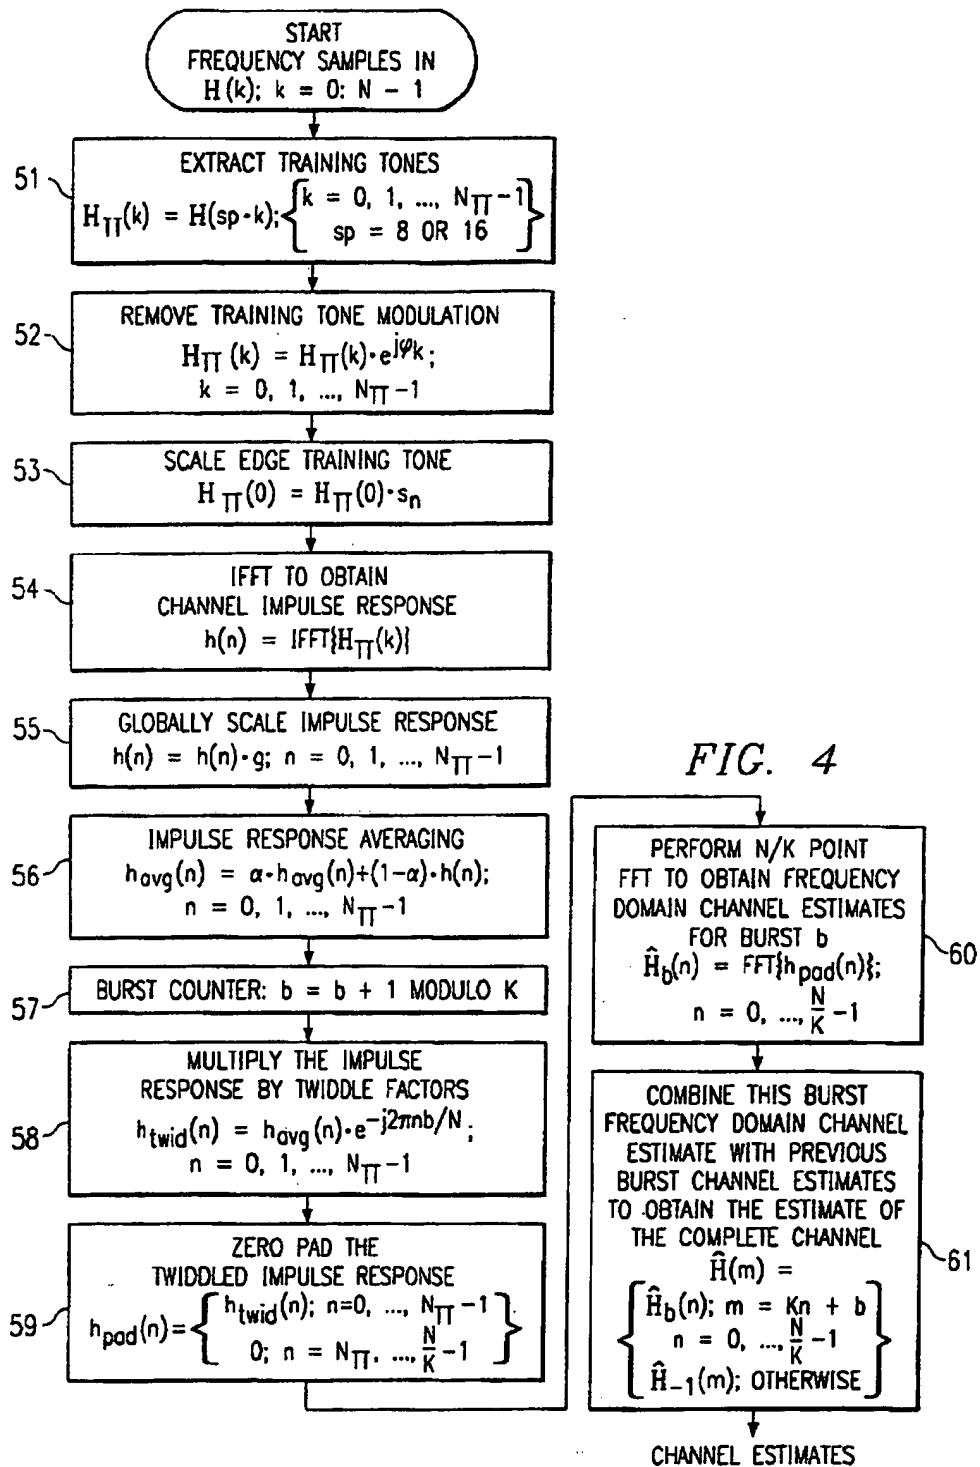 START
FREQUENCY SAMPLES IN
H(k); k = 0: N - 1
51
EXTRACT TRAINING TONES
H_TT(k) = H(sp·k); {k = 0, 1, ..., N_TT-1
sp = 8 OR 16}
52
REMOVE TRAINING TONE MODULATION
H_TT(k) = H_TT(k)·e^jφk;
k = 0, 1, ..., N_TT-1
53
SCALE EDGE TRAINING TONE
H_TT(0) = H_TT(0)·s_n
54
IFFT TO OBTAIN
CHANNEL IMPULSE RESPONSE
h(n) = IFFT{H_TT(k)}
55
GLOBALLY SCALE IMPULSE RESPONSE
h(n) = h(n)·g; n = 0, 1, ..., N_TT-1
56
IMPULSE RESPONSE AVERAGING
h_avg(n) = α·h_avg(n)+(1-α)·h(n);
n = 0, 1, ..., N_TT-1
57
BURST COUNTER: b = b + 1 MODULO K
58
MULTIPLY THE IMPULSE
RESPONSE BY TWIDDLE FACTORS
h_twid(n) = h_avg(n)·e^-j2πnb/N;
n = 0, 1, ..., N_TT-1
59
ZERO PAD THE
TWIDDLED IMPULSE RESPONSE
h_pad(n)= {h_twid(n); n=0, ..., N_TT-1
0; n = N_TT, ..., N/K -1}
FIG. 4
60
PERFORM N/K POINT
FFT TO OBTAIN FREQUENCY
DOMAIN CHANNEL ESTIMATES
FOR BURST b
Ĥ_b(n) = FFT{h_pad(n)};
n = 0, ..., N/K -1
61
COMBINE THIS BURST
FREQUENCY DOMAIN CHANNEL
ESTIMATE WITH PREVIOUS
BURST CHANNEL ESTIMATES
TO OBTAIN THE ESTIMATE OF
THE COMPLETE CHANNEL
Ĥ(m) =
{Ĥ_b(n); m = Kn + b
n = 0, ..., N/K -1
Ĥ_-1(m); OTHERWISE}
CHANNEL ESTIMATES